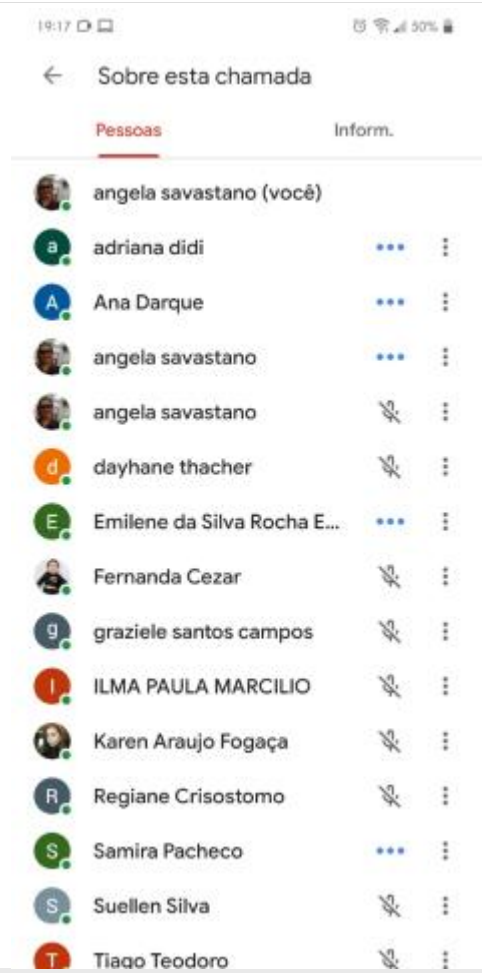 19:17 50%
Sobre esta chamada
Pessoas Inform.
angela savastano (você)
a adriana didi
A Ana Darque
angela savastano
angela savastano
d dayhane thacher
E Emilene da Silva Rocha E...
Fernanda Cezar
g graziele santos campos
I ILMA PAULA MARCILIO
Karen Araujo Fogaça
R Regiane Crisostomo
S Samira Pacheco
S Suellen Silva
T Tiago Teodoro